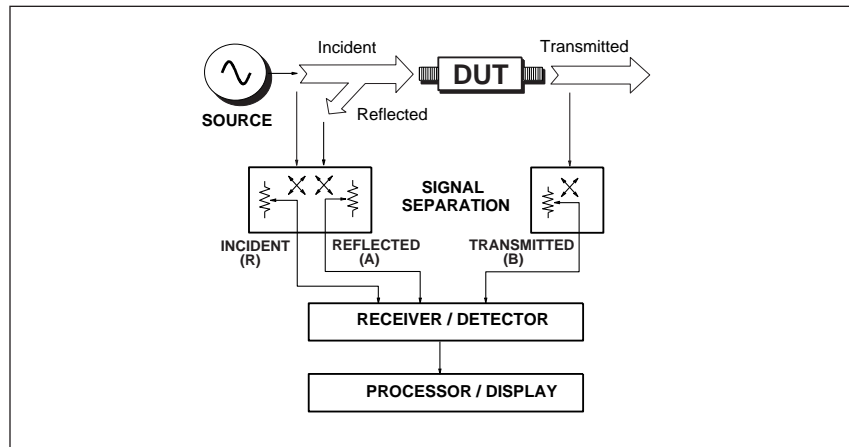 Incident
Transmitted
DUT
SOURCE
Reflected
SIGNAL
SEPARATION
INCIDENT
(R)
REFLECTED
(A)
TRANSMITTED
(B)
RECEIVER / DETECTOR
PROCESSOR / DISPLAY